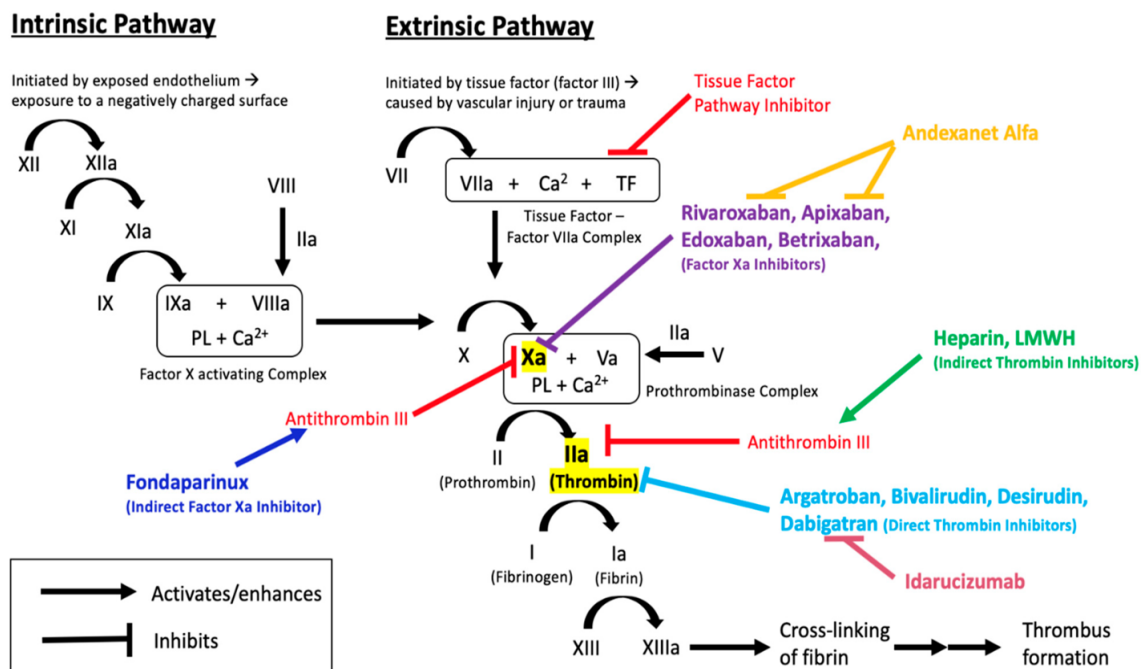 Intrinsic Pathway
Initiated by exposed endothelium →
exposure to a negatively charged surface
XII
XIIa
XI
XIa
VIII
IIa
IX
IXa + VIIIa
PL + Ca2+
Factor X activating Complex
Extrinsic Pathway
Initiated by tissue factor (factor III) →
caused by vascular injury or trauma
VII
VIIa + Ca2 + TF
Tissue Factor –
Factor VIIa Complex
Tissue Factor
Pathway Inhibitor
Andexanet Alfa
Rivaroxaban, Apixaban,
Edoxaban, Betrixaban,
(Factor Xa Inhibitors)
X
Xa + Va
PL + Ca2+
IIa
V
Prothrombinase Complex
Heparin, LMWH
(Indirect Thrombin Inhibitors)
Antithrombin III
Antithrombin III
Fondaparinux
(Indirect Factor Xa Inhibitor)
II
(Prothrombin)
IIa
(Thrombin)
Argatroban, Bivalirudin, Desirudin,
Dabigatran (Direct Thrombin Inhibitors)
Idarucizumab
I
(Fibrinogen)
Ia
(Fibrin)
XIII
XIIIa
Cross-linking
of fibrin
Thrombus
formation
Activates/enhances
Inhibits